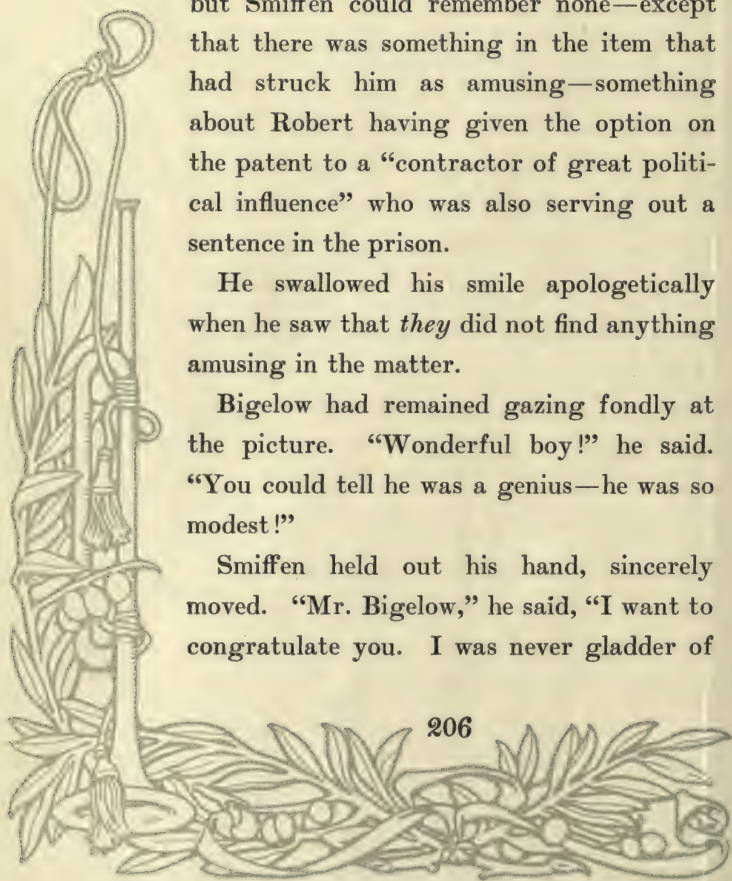 but Smiffen could remember none—except
that there was something in the item that
had struck him as amusing—something
about Robert having given the option on
the patent to a “contractor of great politi-
cal influence” who was also serving out a
sentence in the prison.
He swallowed his smile apologetically
when he saw that they did not find anything
amusing in the matter.
Bigelow had remained gazing fondly at
the picture. “Wonderful boy!” he said.
“You could tell he was a genius—he was so
modest!”
Smiffen held out his hand, sincerely
moved. “Mr. Bigelow,” he said, “I want to
congratulate you. I was never gladder of
206